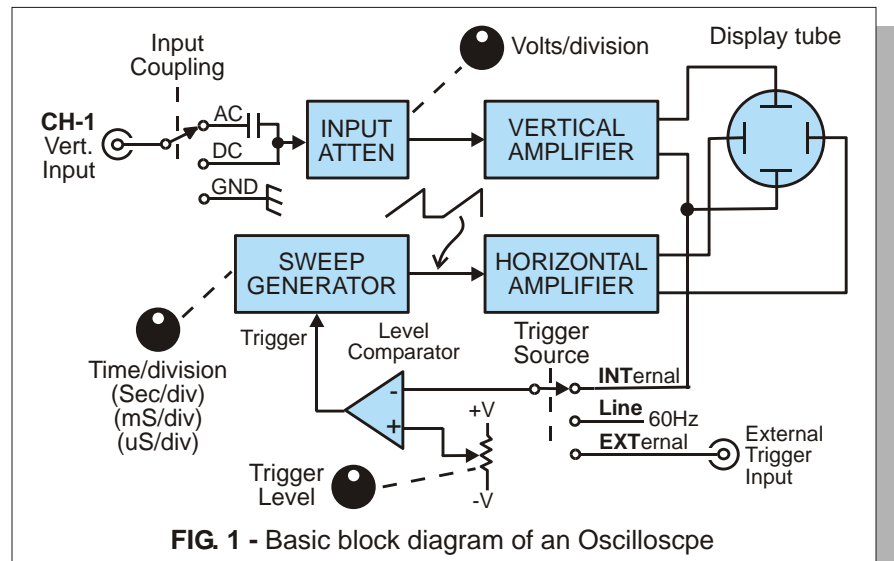 Input
Coupling
Volts/division
Display tube
CH-1
Vert.
Input
AC
DC
GND
INPUT
ATTEN
VERTICAL
AMPLIFIER
SWEEP
GENERATOR
HORIZONTAL
AMPLIFIER
Trigger
Level
Comparator
Trigger
Source
Time/division
(Sec/div)
(mS/div)
(uS/div)
-
+
+V
-V
INTernal
Line
60Hz
EXTernal
External
Trigger
Input
Trigger
Level
FIG. 1 - Basic block diagram of an Oscilloscpe